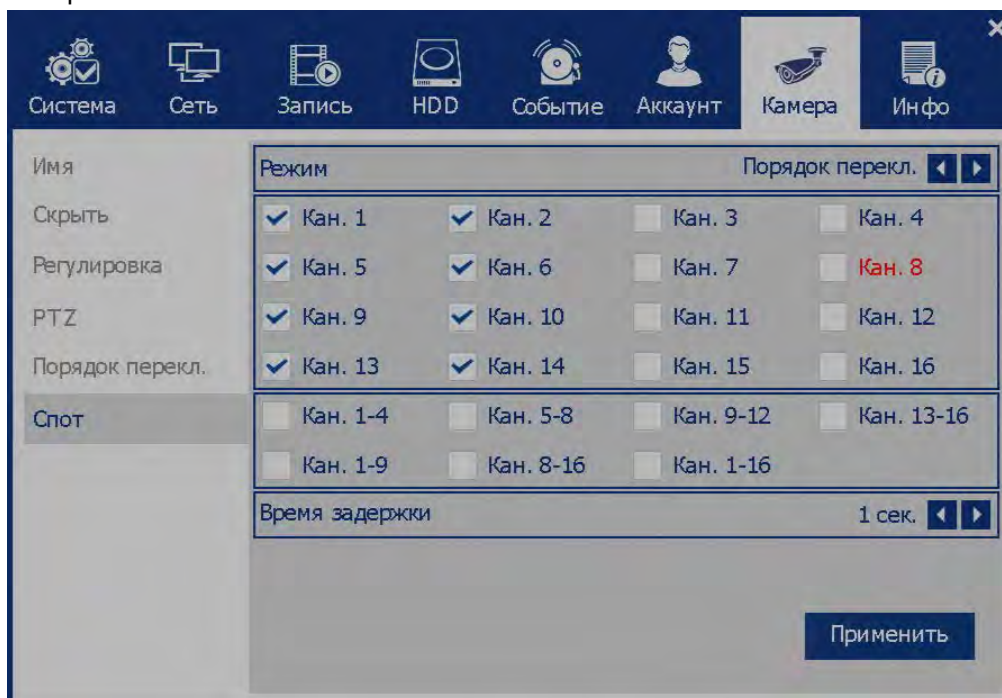 Система Сеть Запись HDD Событие Аккаунт Камера Инфо
Имя
Скрыть
Регулировка
PTZ
Порядок перекл.
Спот
Режим Порядок перекл.
Кан. 1 Кан. 2 Кан. 3 Кан. 4
Кан. 5 Кан. 6 Кан. 7 Кан. 8
Кан. 9 Кан. 10 Кан. 11 Кан. 12
Кан. 13 Кан. 14 Кан. 15 Кан. 16
Кан. 1-4 Кан. 5-8 Кан. 9-12 Кан. 13-16
Кан. 1-9 Кан. 8-16 Кан. 1-16
Время задержки 1 сек.
Применить